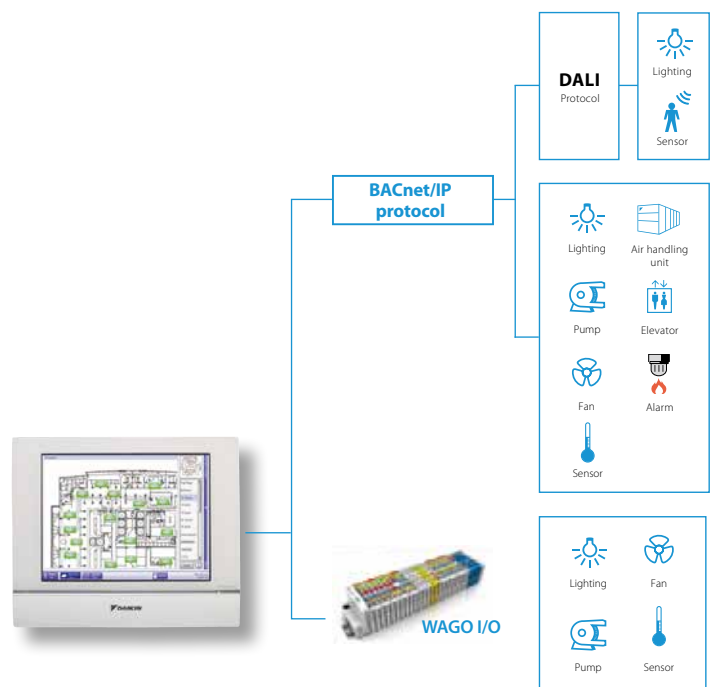 DALI
Protocol
Lighting
Sensor
BACnet/IP
protocol
Lighting
Air handling
unit
Pump
Elevator
Fan
Alarm
Sensor
DAIKIN
WAGO I/O
Lighting
Fan
Pump
Sensor